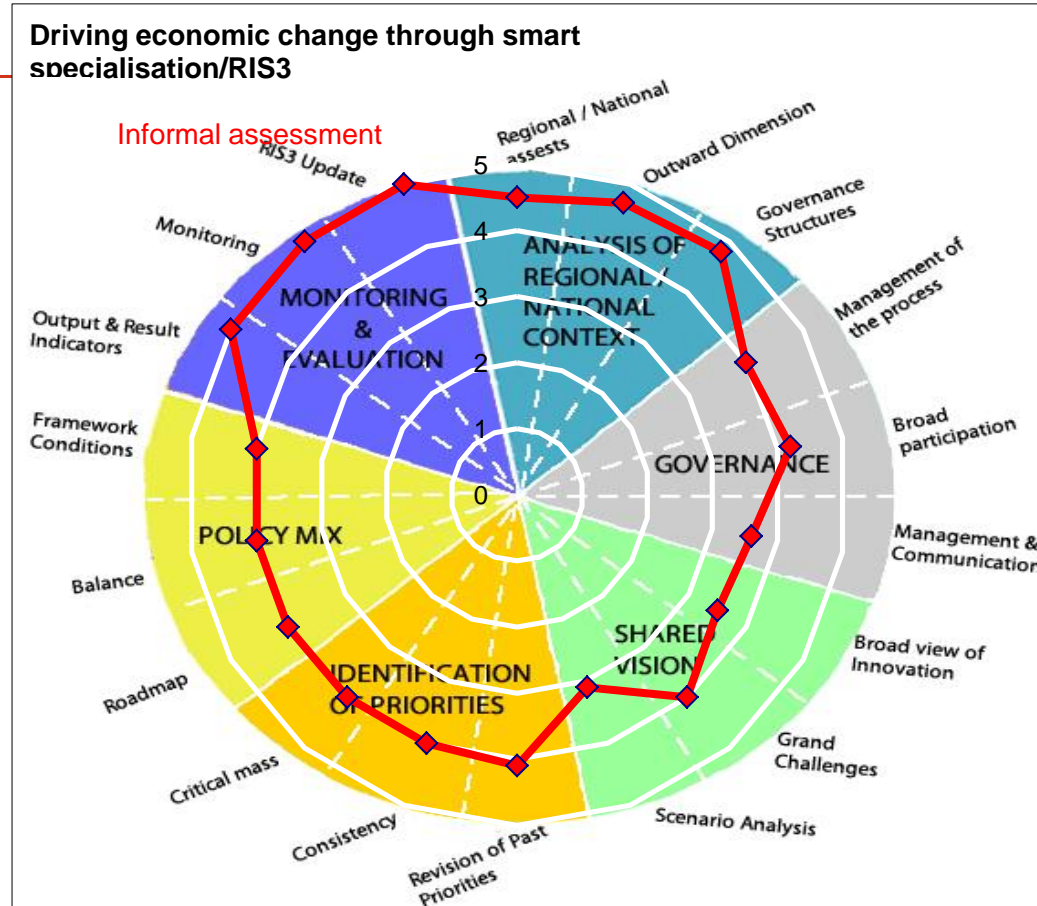 Driving economic change through smart
specialisation/RIS3
Informal assessment
Regional / National
assests
Outward Dimension
Governance
Structures
Management of
the process
Broad
participation
Management &
Communication
Broad view of
Innovation
Grand
Challenges
Scenario Analysis
Revision of Past
Priorities
Consistency
Critical mass
Roadmap
Balance
Framework
Conditions
Output & Result
Indicators
Monitoring
RIS3 Update
5
4
3
2
1
0
ANALYSIS OF
REGIONAL /
NATIONAL
CONTEXT
GOVERNANCE
SHARED
VISION
IDENTIFICATION
OF PRIORITIES
POLICY MIX
MONITORING
&
EVALUATION